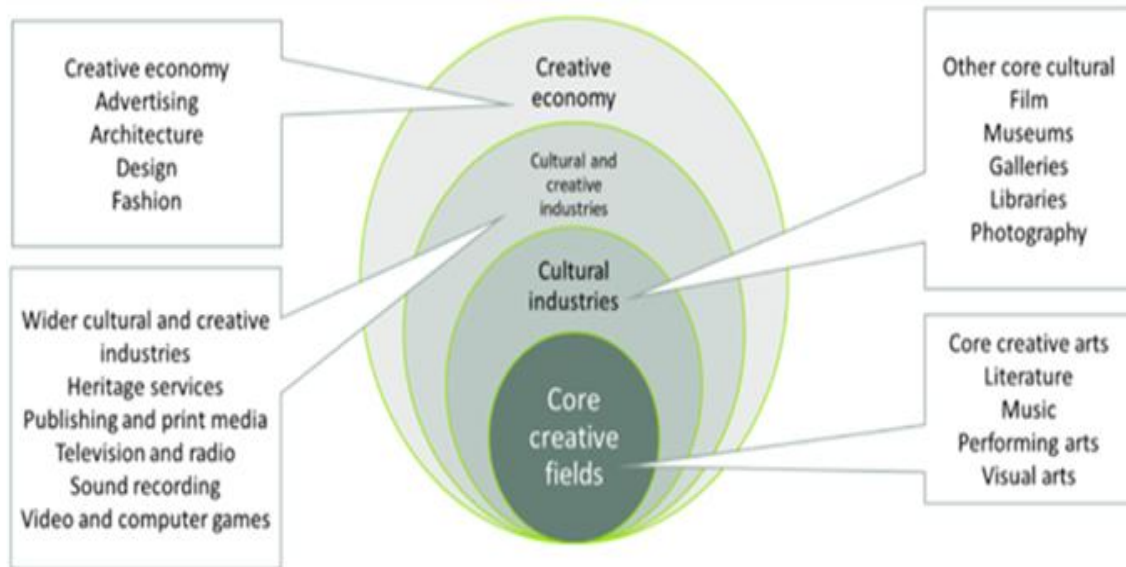 Creative economy
Advertising
Architecture
Design
Fashion
Wider cultural and creative
industries
Heritage services
Publishing and print media
Television and radio
Sound recording
Video and computer games
Creative
economy
Cultural and
creative
industries
Cultural
industries
Core
creative
fields
Other core cultural
Film
Museums
Galleries
Libraries
Photography
Core creative arts
Literature
Music
Performing arts
Visual arts